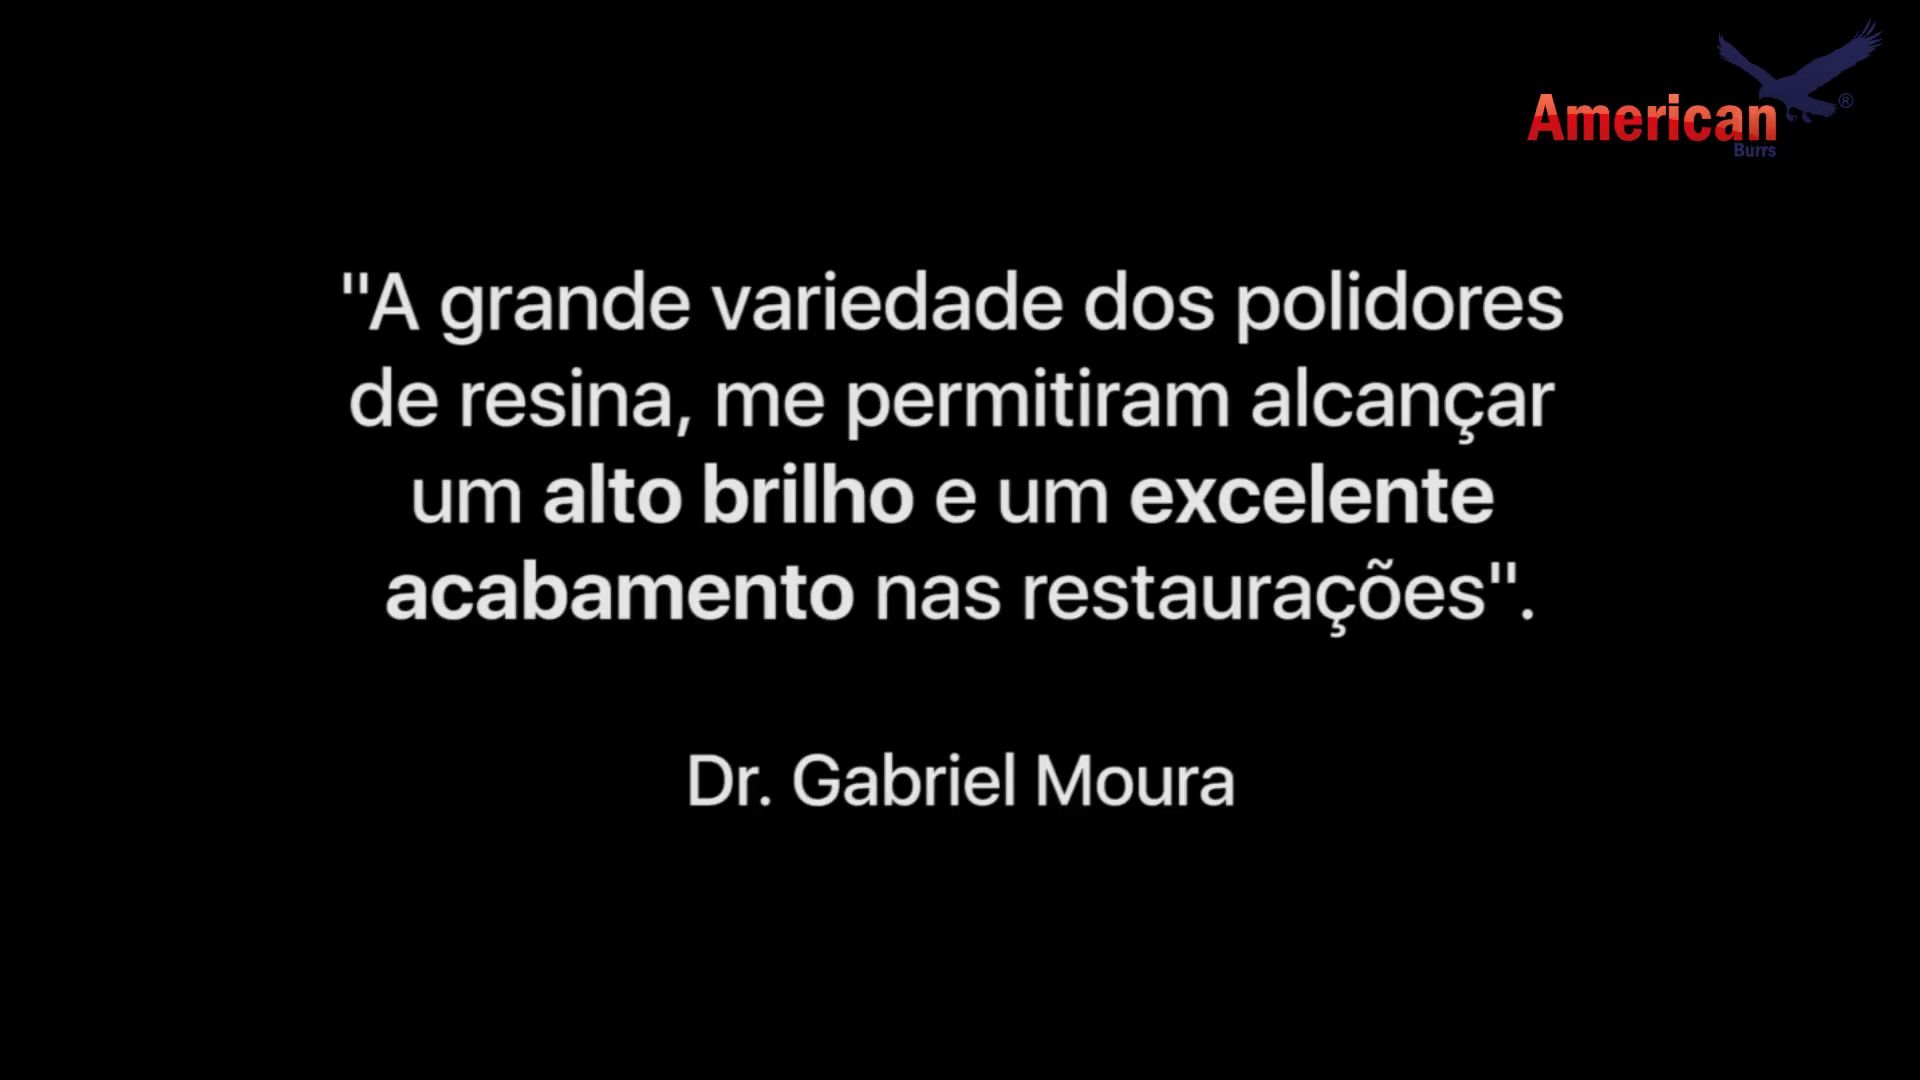 American
Burrs
"A grande variedade dos polidores
de resina, me permitiram alcançar
um alto brilho e um excelente
acabamento nas restaurações".
Dr. Gabriel Moura